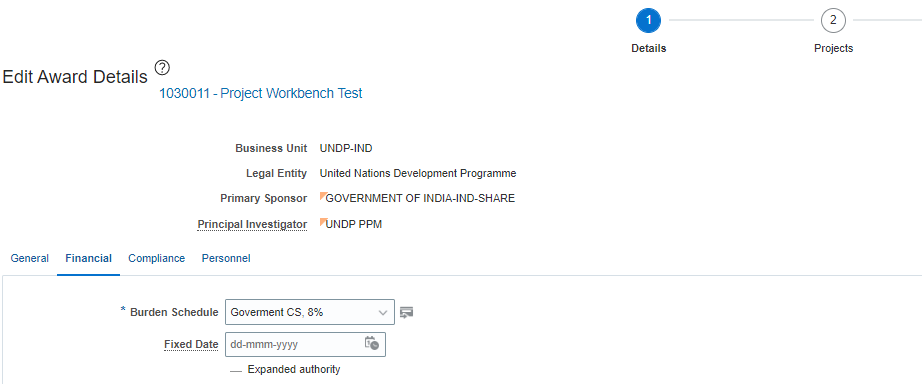 1 2
Details Projects
Edit Award Details ?
1030011 - Project Workbench Test
Business Unit UNDP-IND
Legal Entity United Nations Development Programme
Primary Sponsor GOVERNMENT OF INDIA-IND-SHARE
Principal Investigator UNDP PPM
General Financial Compliance Personnel
* Burden Schedule Goverment CS, 8%
Fixed Date dd-mmm-yyyy
— Expanded authority